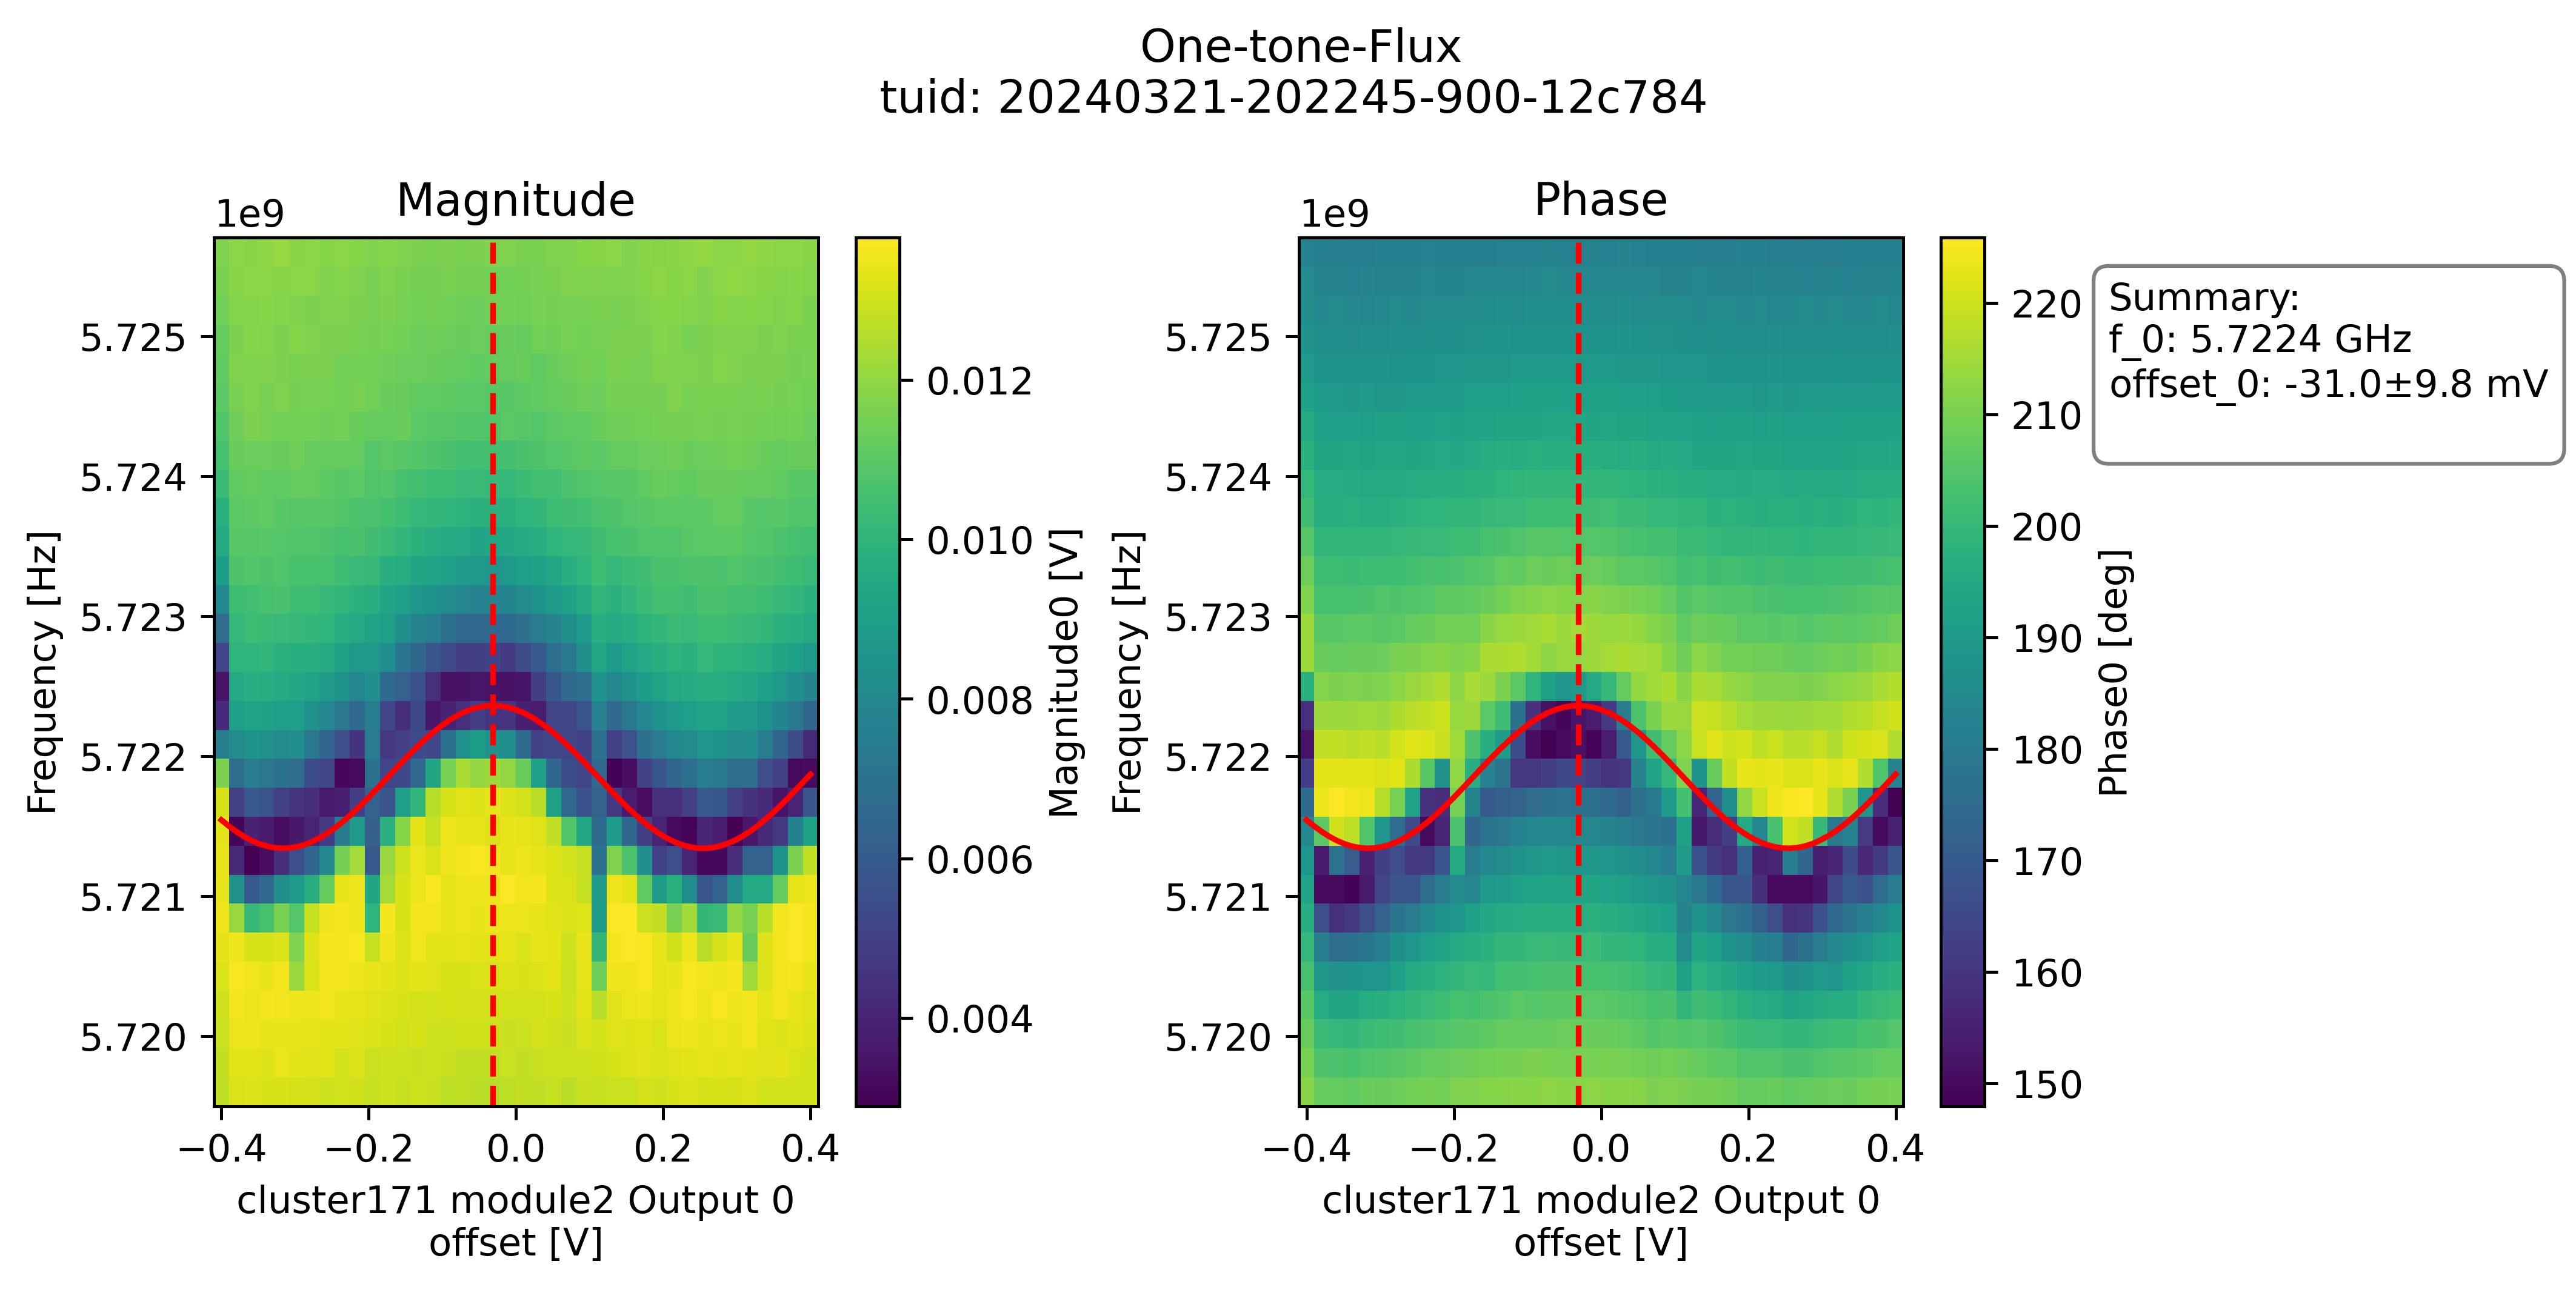 One-tone-Flux
tuid: 20240321-202245-900-12c784
Magnitude
1e9
5.725
5.724
5.723
5.722
5.721
5.720
Frequency [Hz]
−0.4
−0.2
0.0
0.2
0.4
cluster171 module2 Output 0
offset [V]
0.012
0.010
0.008
0.006
0.004
Magnitude0 [V]
Phase
1e9
5.725
5.724
5.723
5.722
5.721
5.720
Frequency [Hz]
−0.4
−0.2
0.0
0.2
0.4
cluster171 module2 Output 0
offset [V]
220
210
200
190
180
170
160
150
Phase0 [deg]
Summary:
f_0: 5.7224 GHz
offset_0: -31.0±9.8 mV